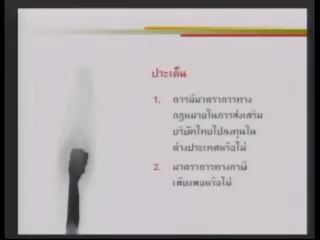 ประเด็น
1. ควรมีมาตราการทาง
กฎหมายในการส่งเสริม
บริษัทไทยไปลงทุนใน
ต่างประเทศหรือไม่
2. มาตราการทางภาษี
เพียงพอหรือไม่